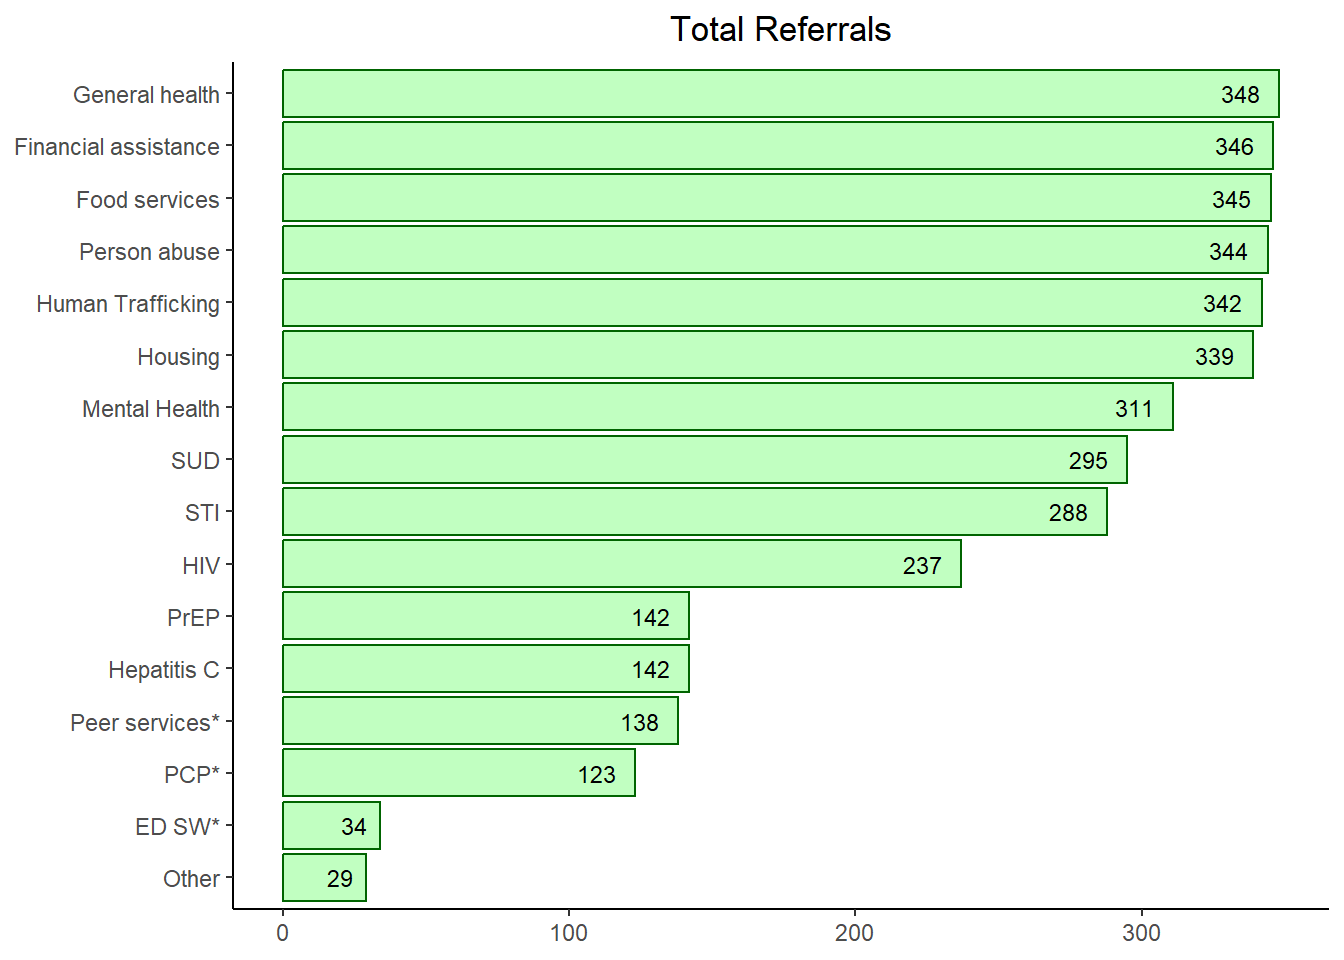 Total Referrals
General health 348
Financial assistance 346
Food services 345
Person abuse 344
Human Trafficking 342
Housing 339
Mental Health 311
SUD 295
STI 288
HIV 237
PrEP 142
Hepatitis C 142
Peer services* 138
PCP* 123
ED SW* 34
Other 29
0 100 200 300